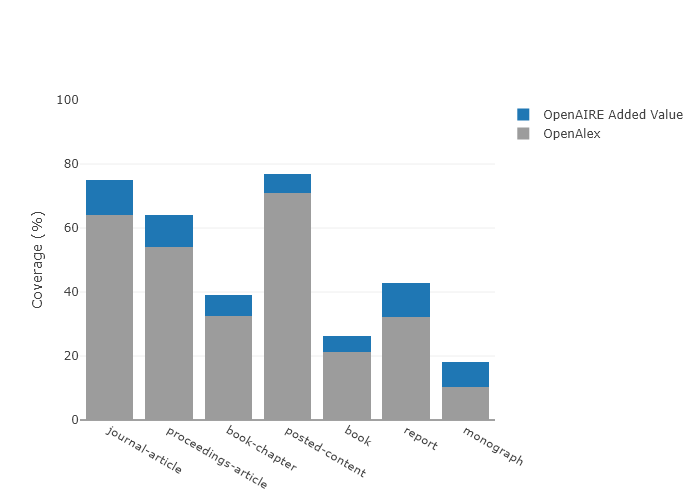 100
80
60
40
20
0
Coverage (%)
journal-article
proceedings-article
book-chapter
posted-content
book
report
monograph
OpenAIRE Added Value
OpenAlex